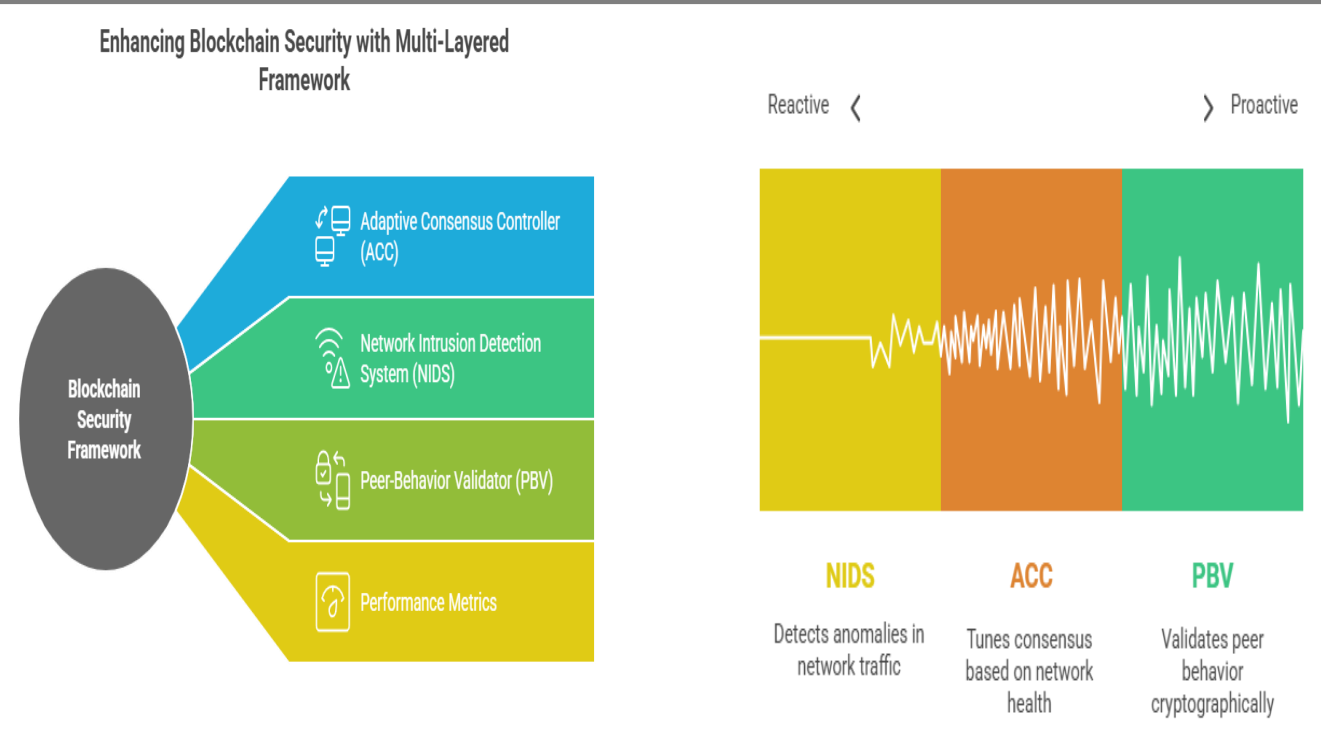 Enhancing Blockchain Security with Multi-Layered
Framework
Blockchain
Security
Framework
Adaptive Consensus Controller
(ACC)
Network Intrusion Detection
System (NIDS)
Peer-Behavior Validator (PBV)
Performance Metrics
Reactive
Proactive
NIDS
Detects anomalies in
network traffic
ACC
Tunes consensus
based on network
health
PBV
Validates peer
behavior
cryptographically